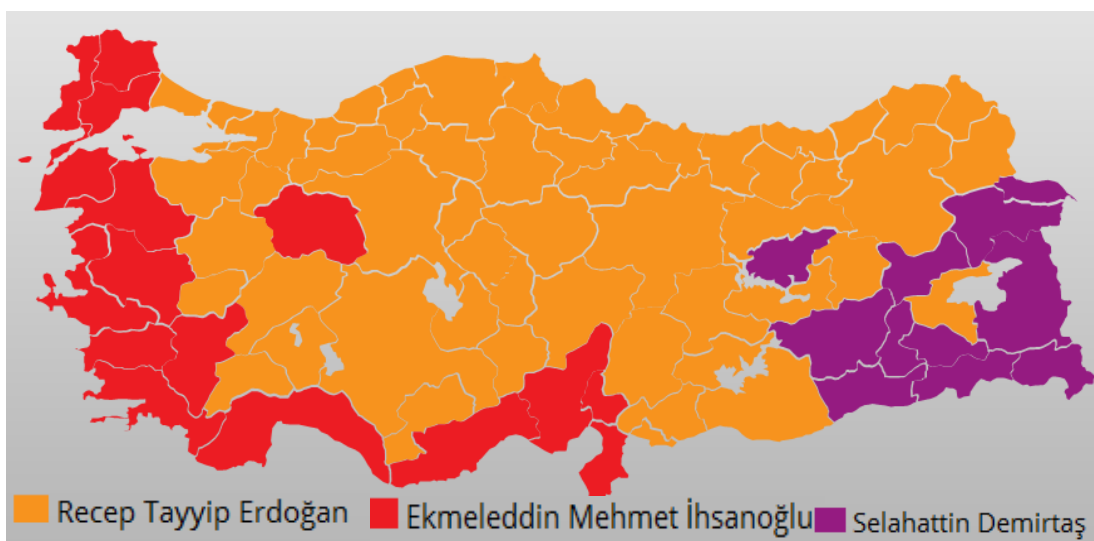 Recep Tayyip Erdoğan
Ekmeleddin Mehmet İhsanoğlu
Selahattin Demirtaş